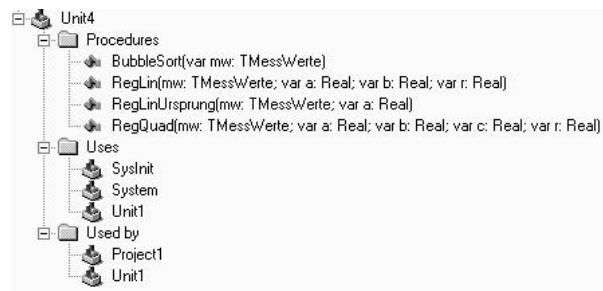 Unit4
Procedures
BubbleSort(var mw: TMessWerte)
RegLin(mw: TMessWerte; var a: Real; var b: Real; var r: Real)
RegLinUrsprung(mw: TMessWerte; var a: Real)
RegQuad(mw: TMessWerte; var a: Real; var b: Real; var c: Real; var r: Real)
Uses
SysInit
System
Unit1
Used by
Project1
Unit1